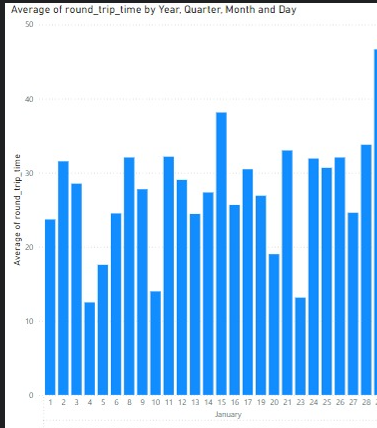 Average of round_trip_time by Year, Quarter, Month and Day
50
40
30
20
10
0
Average of round_trip_time
1 2 3 4 5 6 8 9 10 11 12 13 14 15 16 17 19 20 21 23 24 25 26 27 28
January